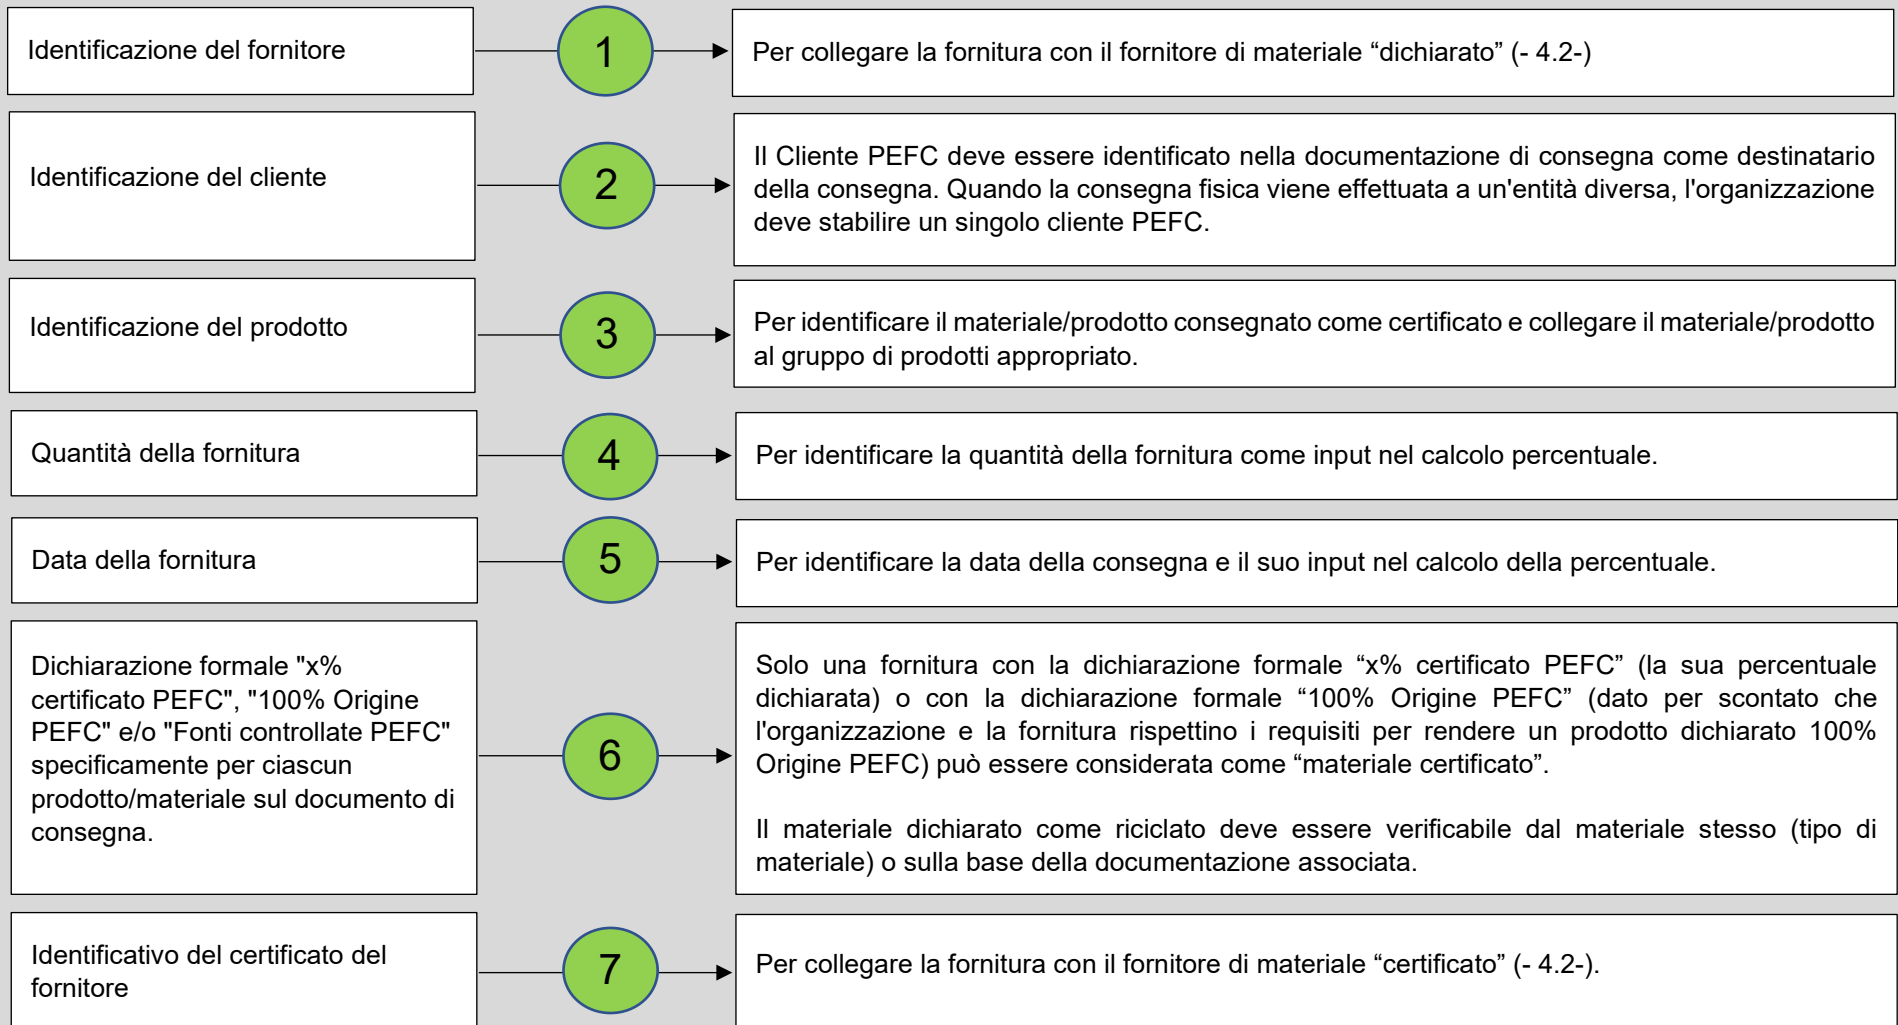 Identificazione del fornitore
1
Per collegare la fornitura con il fornitore di materiale “dichiarato” (- 4.2-)
Identificazione del cliente
2
Il Cliente PEFC deve essere identificato nella documentazione di consegna come destinatario
della consegna. Quando la consegna fisica viene effettuata a un'entità diversa, l'organizzazione
deve stabilire un singolo cliente PEFC.
Identificazione del prodotto
3
Per identificare il materiale/prodotto consegnato come certificato e collegare il materiale/prodotto
al gruppo di prodotti appropriato.
Quantità della fornitura
4
Per identificare la quantità della fornitura come input nel calcolo percentuale.
Data della fornitura
5
Per identificare la data della consegna e il suo input nel calcolo della percentuale.
Dichiarazione formale "x%
certificato PEFC", "100% Origine
PEFC" e/o "Fonti controllate PEFC"
specificamente per ciascun
prodotto/materiale sul documento di
consegna.
6
Solo una fornitura con la dichiarazione formale “x% certificato PEFC” (la sua percentuale
dichiarata) o con la dichiarazione formale “100% Origine PEFC” (dato per scontato che
l'organizzazione e la fornitura rispettino i requisiti per rendere un prodotto dichiarato 100%
Origine PEFC) può essere considerata come “materiale certificato”.
Il materiale dichiarato come riciclato deve essere verificabile dal materiale stesso (tipo di
materiale) o sulla base della documentazione associata.
Identificativo del certificato del
fornitore
7
Per collegare la fornitura con il fornitore di materiale “certificato” (- 4.2-).